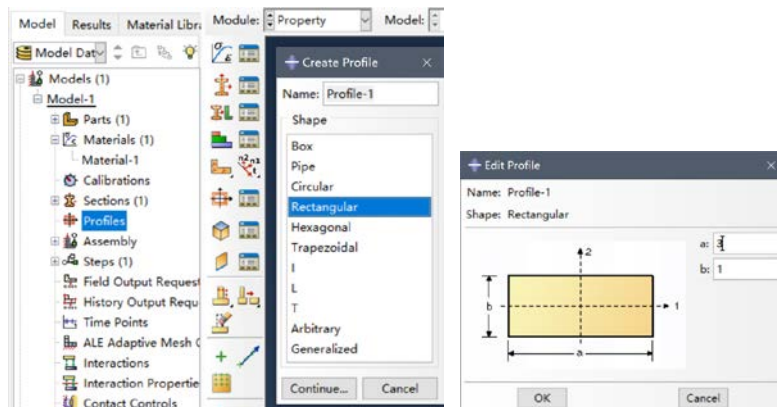 Model Results Material Libr
Module: Property Model:
Model Dat
Models (1)
Model-1
Parts (1)
Materials (1)
Material-1
Calibrations
Sections (1)
Profiles
Assembly
Steps (1)
Field Output Request
History Output Requ
Time Points
ALE Adaptive Mesh
Interactions
Interaction Propertie
Contact Controls
Create Profile
Name: Profile-1
Shape
Box
Pipe
Circular
Rectangular
Hexagonal
Trapezoidal
I
L
T
Arbitrary
Generalized
Continue... Cancel
Edit Profile
Name: Profile-1
Shape: Rectangular
a: 3
b: 1
2
1
b
a
OK Cancel